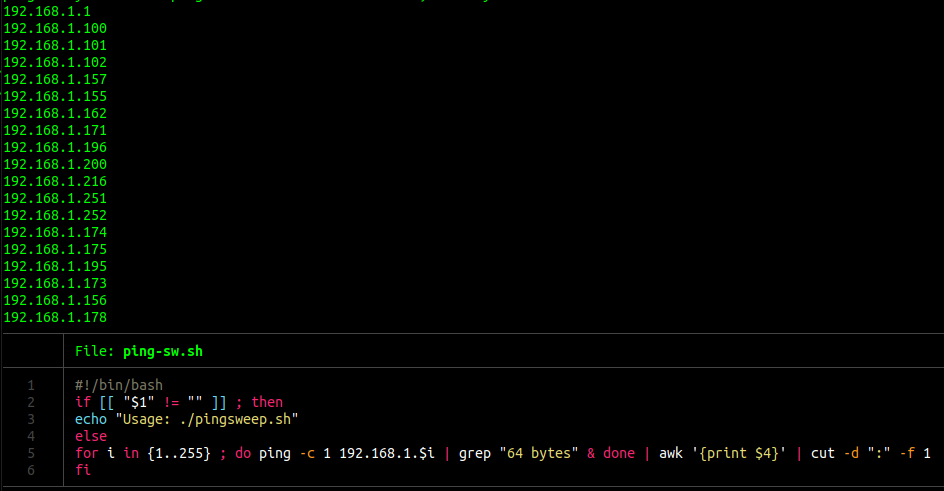 192.168.1.1
192.168.1.100
192.168.1.101
192.168.1.102
192.168.1.157
192.168.1.155
192.168.1.162
192.168.1.171
192.168.1.196
192.168.1.200
192.168.1.216
192.168.1.251
192.168.1.252
192.168.1.174
192.168.1.175
192.168.1.195
192.168.1.173
192.168.1.156
192.168.1.178
File: ping-sw.sh
1 #!/bin/bash
2 if [[ "$1" != "" ]] ; then
3 echo "Usage: ./pingsweep.sh"
4 else
5 for i in {1..255} ; do ping -c 1 192.168.1.$i | grep "64 bytes" & done | awk '{print $4}' | cut -d ":" -f 1
6 fi